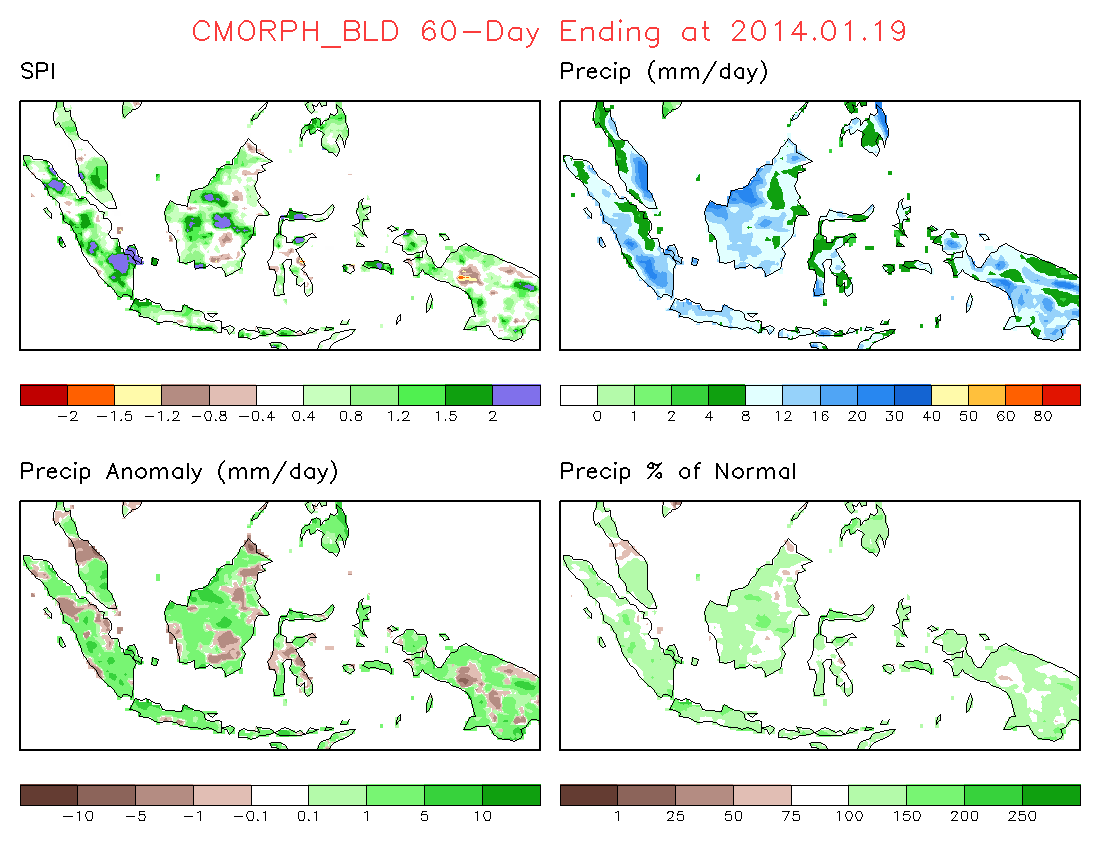 CMORPH_BLD 60-Day Ending at 2014.01.19
SPI
Precip (mm/day)
-2 -1.5 -1.2 -0.8 -0.4 0.4 0.8 1.2 1.5 2
0 1 2 4 8 12 16 20 30 40 50 60 80
Precip Anomaly (mm/day)
Precip % of Normal
-10 -5 -1 -0.1 0.1 1 5 10
1 25 50 75 100 150 200 250